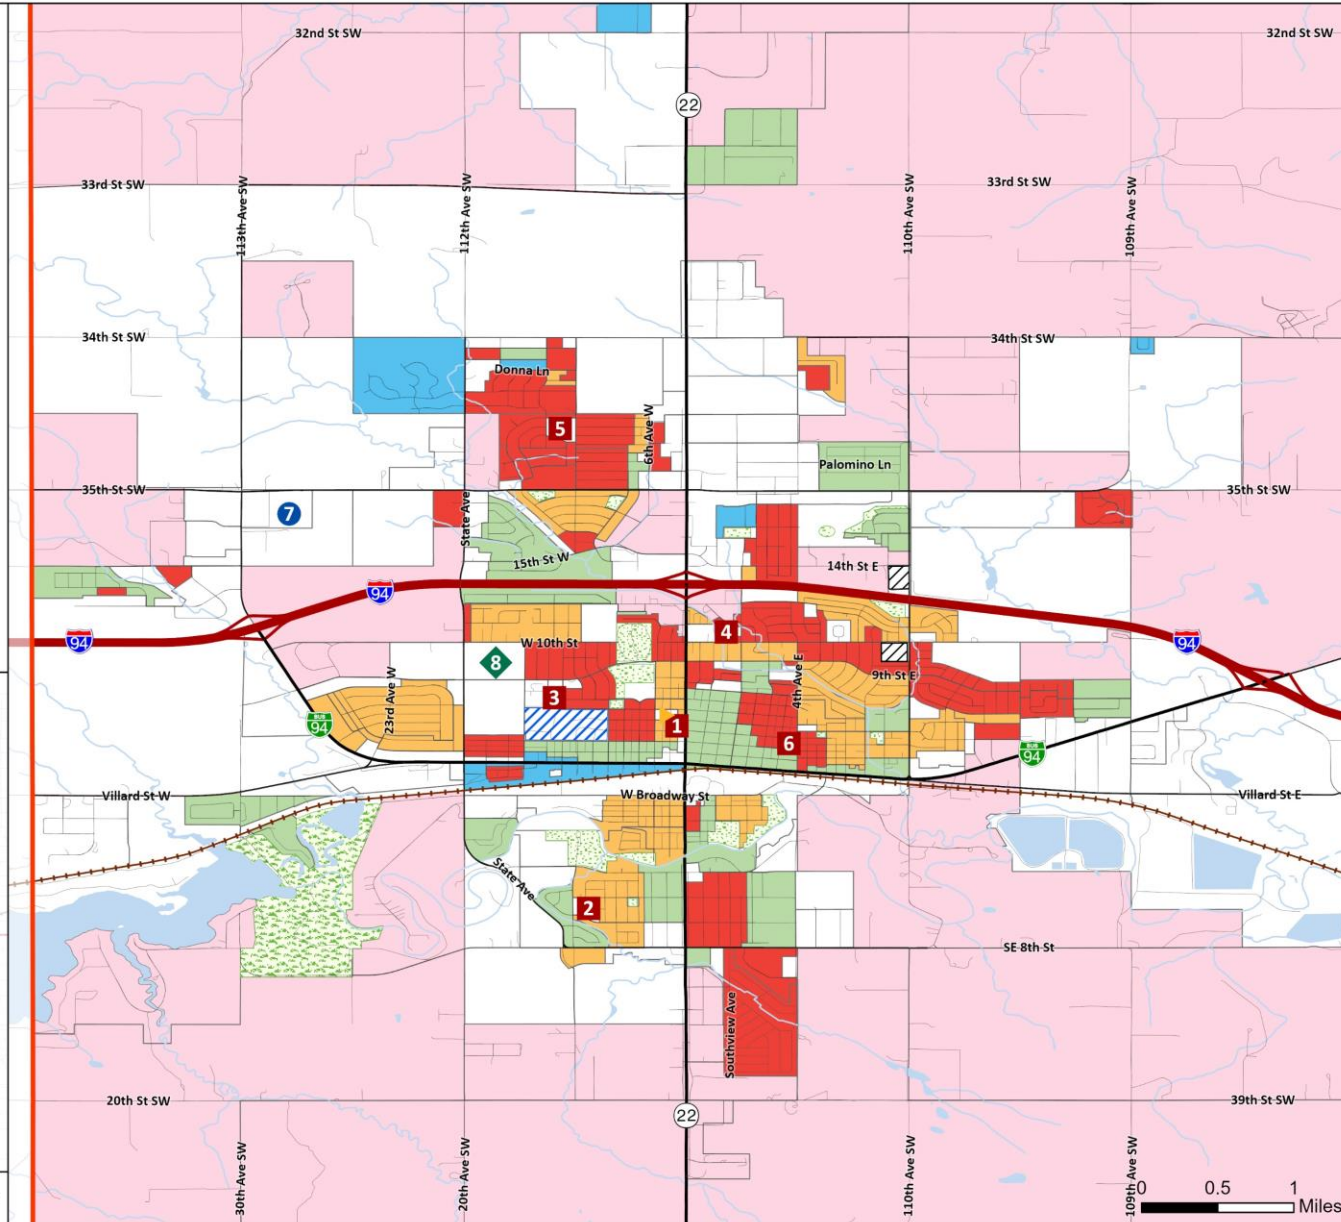 32nd St SW
32nd St SW
22
33rd St SW
33rd St SW
113th Ave SW
112th Ave SW
110th Ave SW
109th Ave SW
34th St SW
34th St SW
Donna Ln
5
6th Ave W
Palomino Ln
35th St SW
35th St SW
7
State Ave
15th St W
14th St E
94
94
94
4
W 10th St
8
9th St E
4th Ave E
23rd Ave W
3
1
6
BUS
94
BUS
94
Villard St W
W Broadway St
Villard St E
State Ave
2
SE 8th St
Southview Ave
20th St SW
39th St SW
22
30th Ave SW
20th Ave SW
110th Ave SW
109th Ave SW
0 0.5 1
Miles